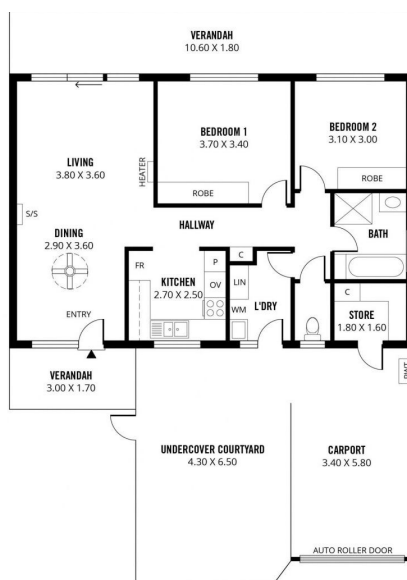 VERANDAH
10.60 X 1.80
BEDROOM 1
3.70 X 3.40
BEDROOM 2
3.10 X 3.00
LIVING
3.80 X 3.60
HEATER
ROBE
ROBE
S/S
HALLWAY
DINING
2.90 X 3.60
BATH
C
FR
P
KITCHEN
2.70 X 2.50
OV
LIN
C
WM
L'DRY
STORE
1.80 X 1.60
ENTRY
VERANDAH
3.00 X 1.70
RWT
UNDERCOVER COURTYARD
4.30 X 6.50
CARPORT
3.40 X 5.80
AUTO ROLLER DOOR